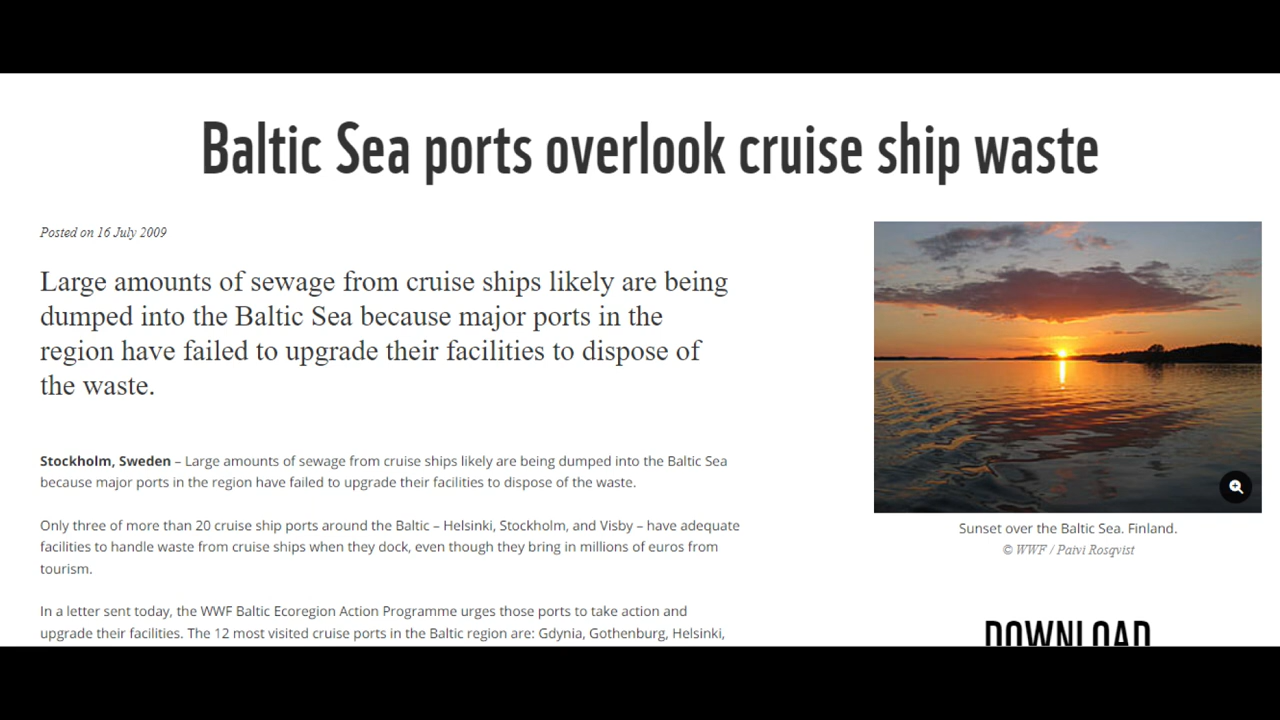 Baltic Sea ports overlook cruise ship waste
Posted on 16 July 2009
Large amounts of sewage from cruise ships likely are being
dumped into the Baltic Sea because major ports in the
region have failed to upgrade their facilities to dispose of
the waste.
Stockholm, Sweden – Large amounts of sewage from cruise ships likely are being dumped into the Baltic Sea
because major ports in the region have failed to upgrade their facilities to dispose of the waste.
Only three of more than 20 cruise ship ports around the Baltic – Helsinki, Stockholm, and Visby – have adequate
facilities to handle waste from cruise ships when they dock, even though they bring in millions of euros from
tourism.
In a letter sent today, the WWF Baltic Ecoregion Action Programme urges those ports to take action and
upgrade their facilities. The 12 most visited cruise ports in the Baltic region are: Gdynia, Gothenburg, Helsinki,
Sunset over the Baltic Sea. Finland.
© WWF / Paivi Rosqvist
DOWNLOAD